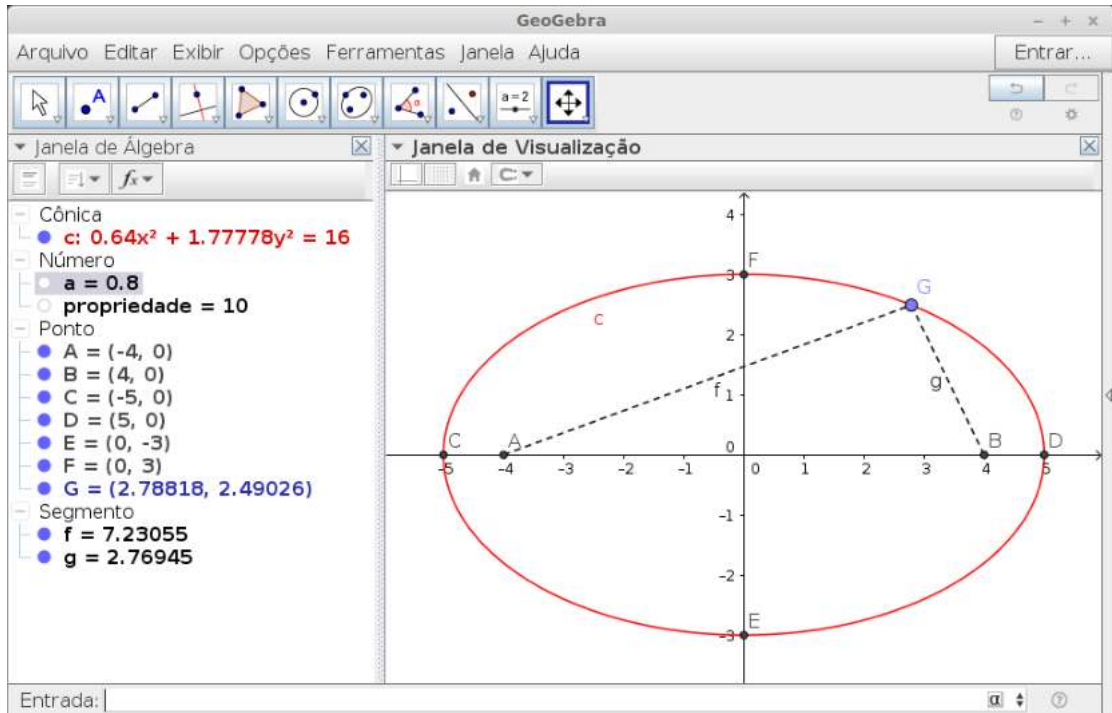 GeoGebra
Arquivo Editar Exibir Opções Ferramentas Janela Ajuda
Entrar...
A
α
a=2
Janela de Álgebra
fx
Cônica
c: 0.64x² + 1.77778y² = 16
Número
a = 0.8
propriedade = 10
Ponto
A = (-4, 0)
B = (4, 0)
C = (-5, 0)
D = (5, 0)
E = (0, -3)
F = (0, 3)
G = (2.78818, 2.49026)
Segmento
f = 7.23055
g = 2.76945
Janela de Visualização
4
3 F
G
c
2
g
f 1
C A 0 B D
-5 -4 -3 -2 -1 0 1 2 3 4 5
-1
-2
E
-3
Entrada:
α